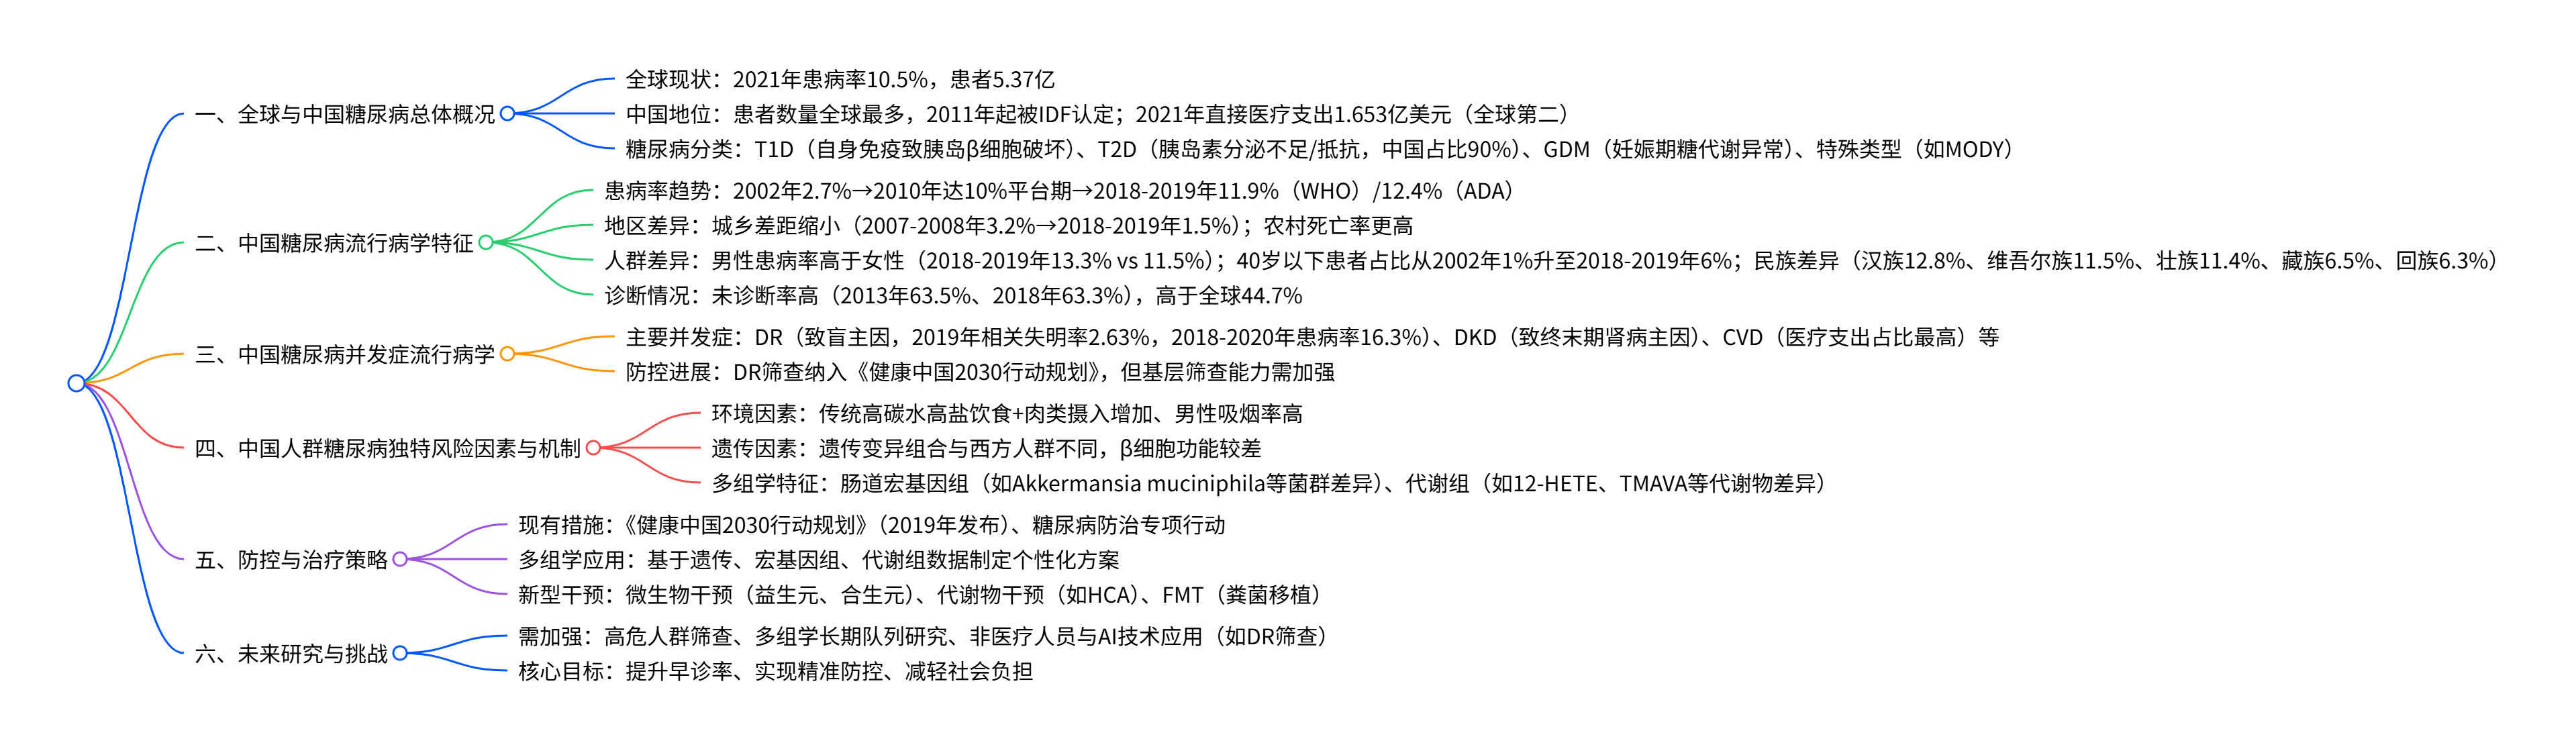 一、全球与中国糖尿病总体概况
全球现状：2021年患病率10.5%，患者5.37亿
中国地位：患者数量全球最多，2011年起被IDF认定；2021年直接医疗支出1.653亿美元（全球第二）
糖尿病分类：T1D（自身免疫致胰岛β细胞破坏）、T2D（胰岛素分泌不足/抵抗，中国占比90%）、GDM（妊娠期糖代谢异常）、特殊类型（如MODY）
二、中国糖尿病流行病学特征
患病率趋势：2002年2.7%→2010年达10%平台期→2018-2019年11.9%（WHO）/12.4%（ADA）
地区差异：城乡差距缩小（2007-2008年3.2%→2018-2019年1.5%）；农村死亡率更高
人群差异：男性患病率高于女性（2018-2019年13.3% vs 11.5%）；40岁以下患者占比从2002年1%升至2018-2019年6%；民族差异（汉族12.8%、维吾尔族11.5%、壮族11.4%、藏族6.5%、回族6.3%）
诊断情况：未诊断率高（2013年63.5%、2018年63.3%），高于全球44.7%
三、中国糖尿病并发症流行病学
主要并发症：DR（致盲主因，2019年相关失明率2.63%，2018-2020年患病率16.3%）、DKD（致终末期肾病主因）、CVD（医疗支出占比最高）等
防控进展：DR筛查纳入《健康中国2030行动规划》，但基层筛查能力需加强
四、中国人群糖尿病独特风险因素与机制
环境因素：传统高碳水高盐饮食+肉类摄入增加、男性吸烟率高
遗传因素：遗传变异组合与西方人群不同，β细胞功能较差
多组学特征：肠道宏基因组（如Akkermansia muciniphila等菌群差异）、代谢组（如12-HETE、TMAVA等代谢物差异）
五、防控与治疗策略
现有措施：《健康中国2030行动规划》（2019年发布）、糖尿病防治专项行动
多组学应用：基于遗传、宏基因组、代谢组数据制定个性化方案
新型干预：微生物干预（益生元、合生元）、代谢物干预（如HCA）、FMT（粪菌移植）
六、未来研究与挑战
需加强：高危人群筛查、多组学长期队列研究、非医疗人员与AI技术应用（如DR筛查）
核心目标：提升早诊率、实现精准防控、减轻社会负担